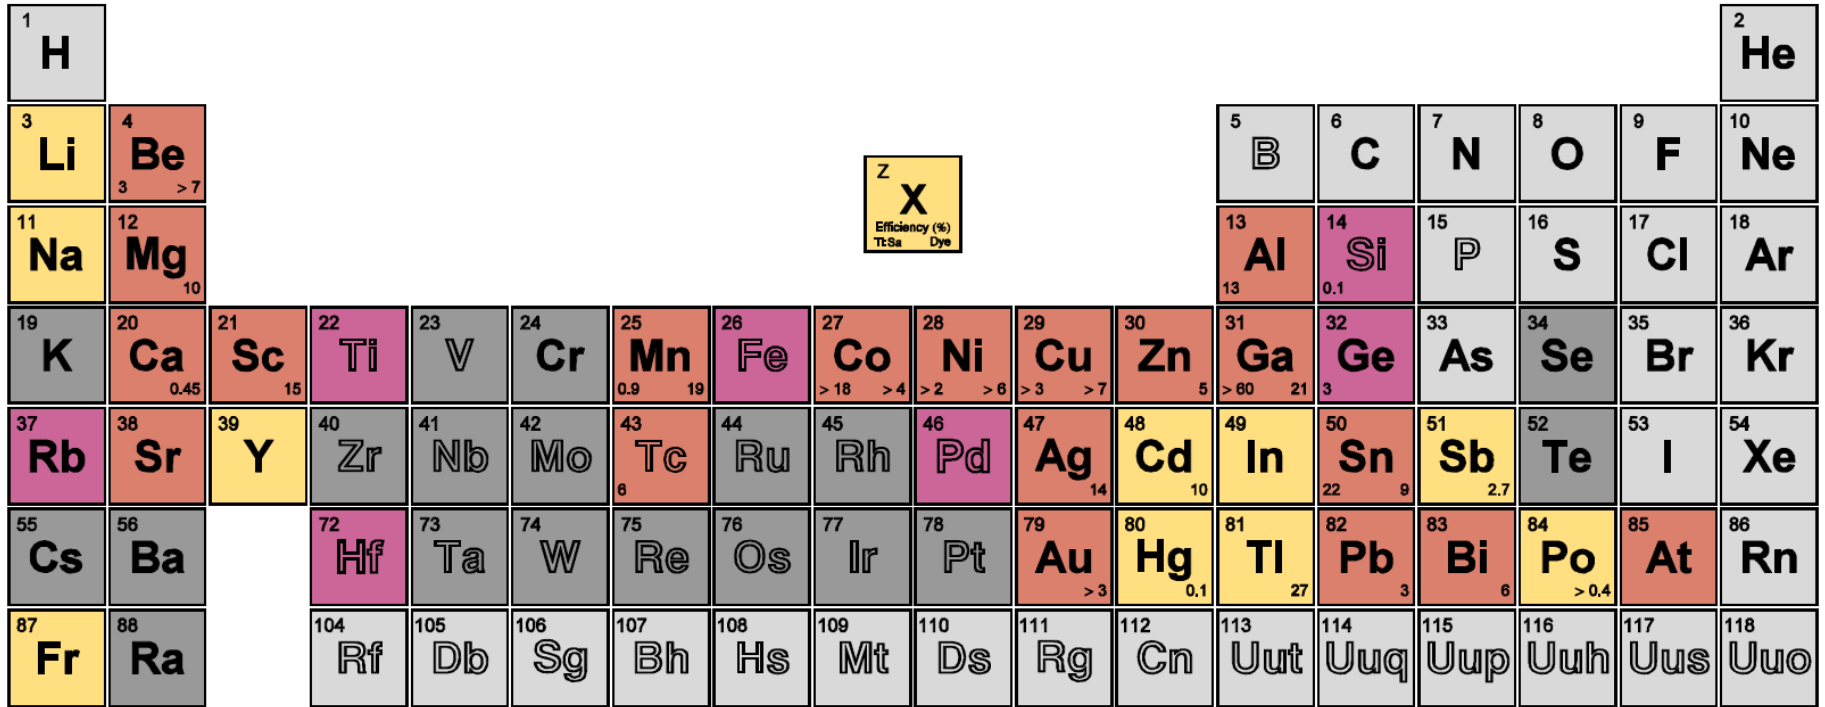 1 2
H He
3 4 5 6 7 8 9 10
Li Be B C N O F Ne
3 > 7
Z
X
Efficiency (%)
Ti:Sa Dye
11 12 13 14 15 16 17 18
Na Mg Al Si P S Cl Ar
10 13 0.1
19 20 21 22 23 24 25 26 27 28 29 30 31 32 33 34 35 36
K Ca Sc Ti V Cr Mn Fe Co Ni Cu Zn Ga Ge As Se Br Kr
0.45 15 0.9 19 > 18 > 4 > 2 > 6 > 3 > 7 5 > 60 21 3
37 38 39 40 41 42 43 44 45 46 47 48 49 50 51 52 53 54
Rb Sr Y Zr Nb Mo Tc Ru Rh Pd Ag Cd In Sn Sb Te I Xe
6 14 10 22 9 2.7
55 56 72 73 74 75 76 77 78 79 80 81 82 83 84 85 86
Cs Ba Hf Ta W Re Os Ir Pt Au Hg Tl Pb Bi Po At Rn
> 3 0.1 27 3 6 > 0.4
87 88 104 105 106 107 108 109 110 111 112 113 114 115 116 117 118
Fr Ra Rf Db Sg Bh Hs Mt Ds Rg Cn Uut Uuq Uup Uuh Uus Uuo